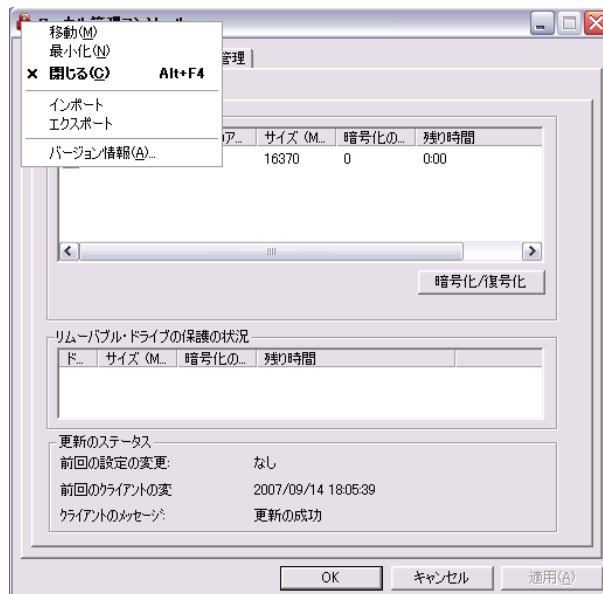 移動(M)
最小化(N)
× 閉じる(C) Alt+F4
インポート
エクスポート
バージョン情報(A)...
管理
ア... サイズ (M... 暗号化の... 残り時間
16370 0 0:00
暗号化/復号化
リムーバブル・ドライブの保護の状況
ド... サイズ (M... 暗号化の... 残り時間
更新のステータス
前回の設定の変更: なし
前回のクライアントの変 2007/09/14 18:05:39
クライアントのメッセージ: 更新の成功
OK キャンセル 適用(A)